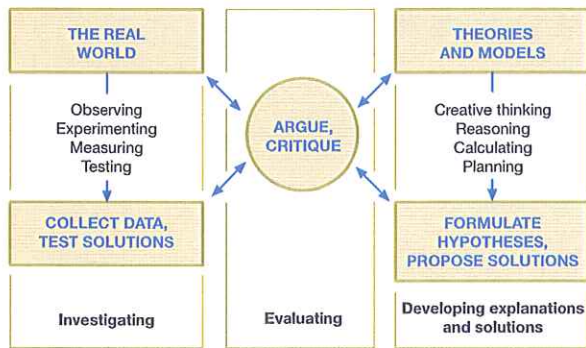 THE REAL
WORLD
Observing
Experimenting
Measuring
Testing
COLLECT DATA,
TEST SOLUTIONS
Investigating
ARGUE,
CRITIQUE
Evaluating
THEORIES
AND MODELS
Creative thinking
Reasoning
Calculating
Planning
FORMULATE
HYPOTHESES,
PROPOSE SOLUTIONS
Developing explanations
and solutions